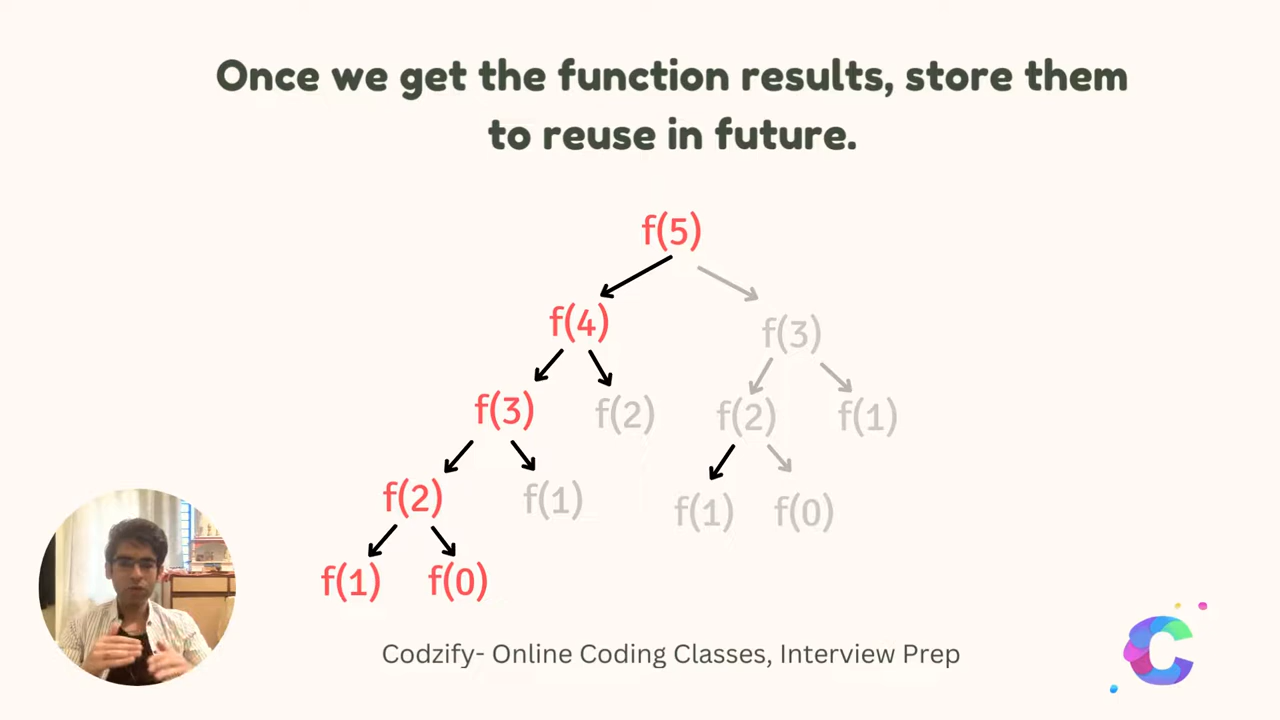 Once we get the function results, store them
to reuse in future.
f(5)
f(4)
f(3)
f(3)
f(2)
f(2)
f(1)
f(2)
f(1)
f(1)
f(0)
f(1)
f(0)
Codzify- Online Coding Classes, Interview Prep